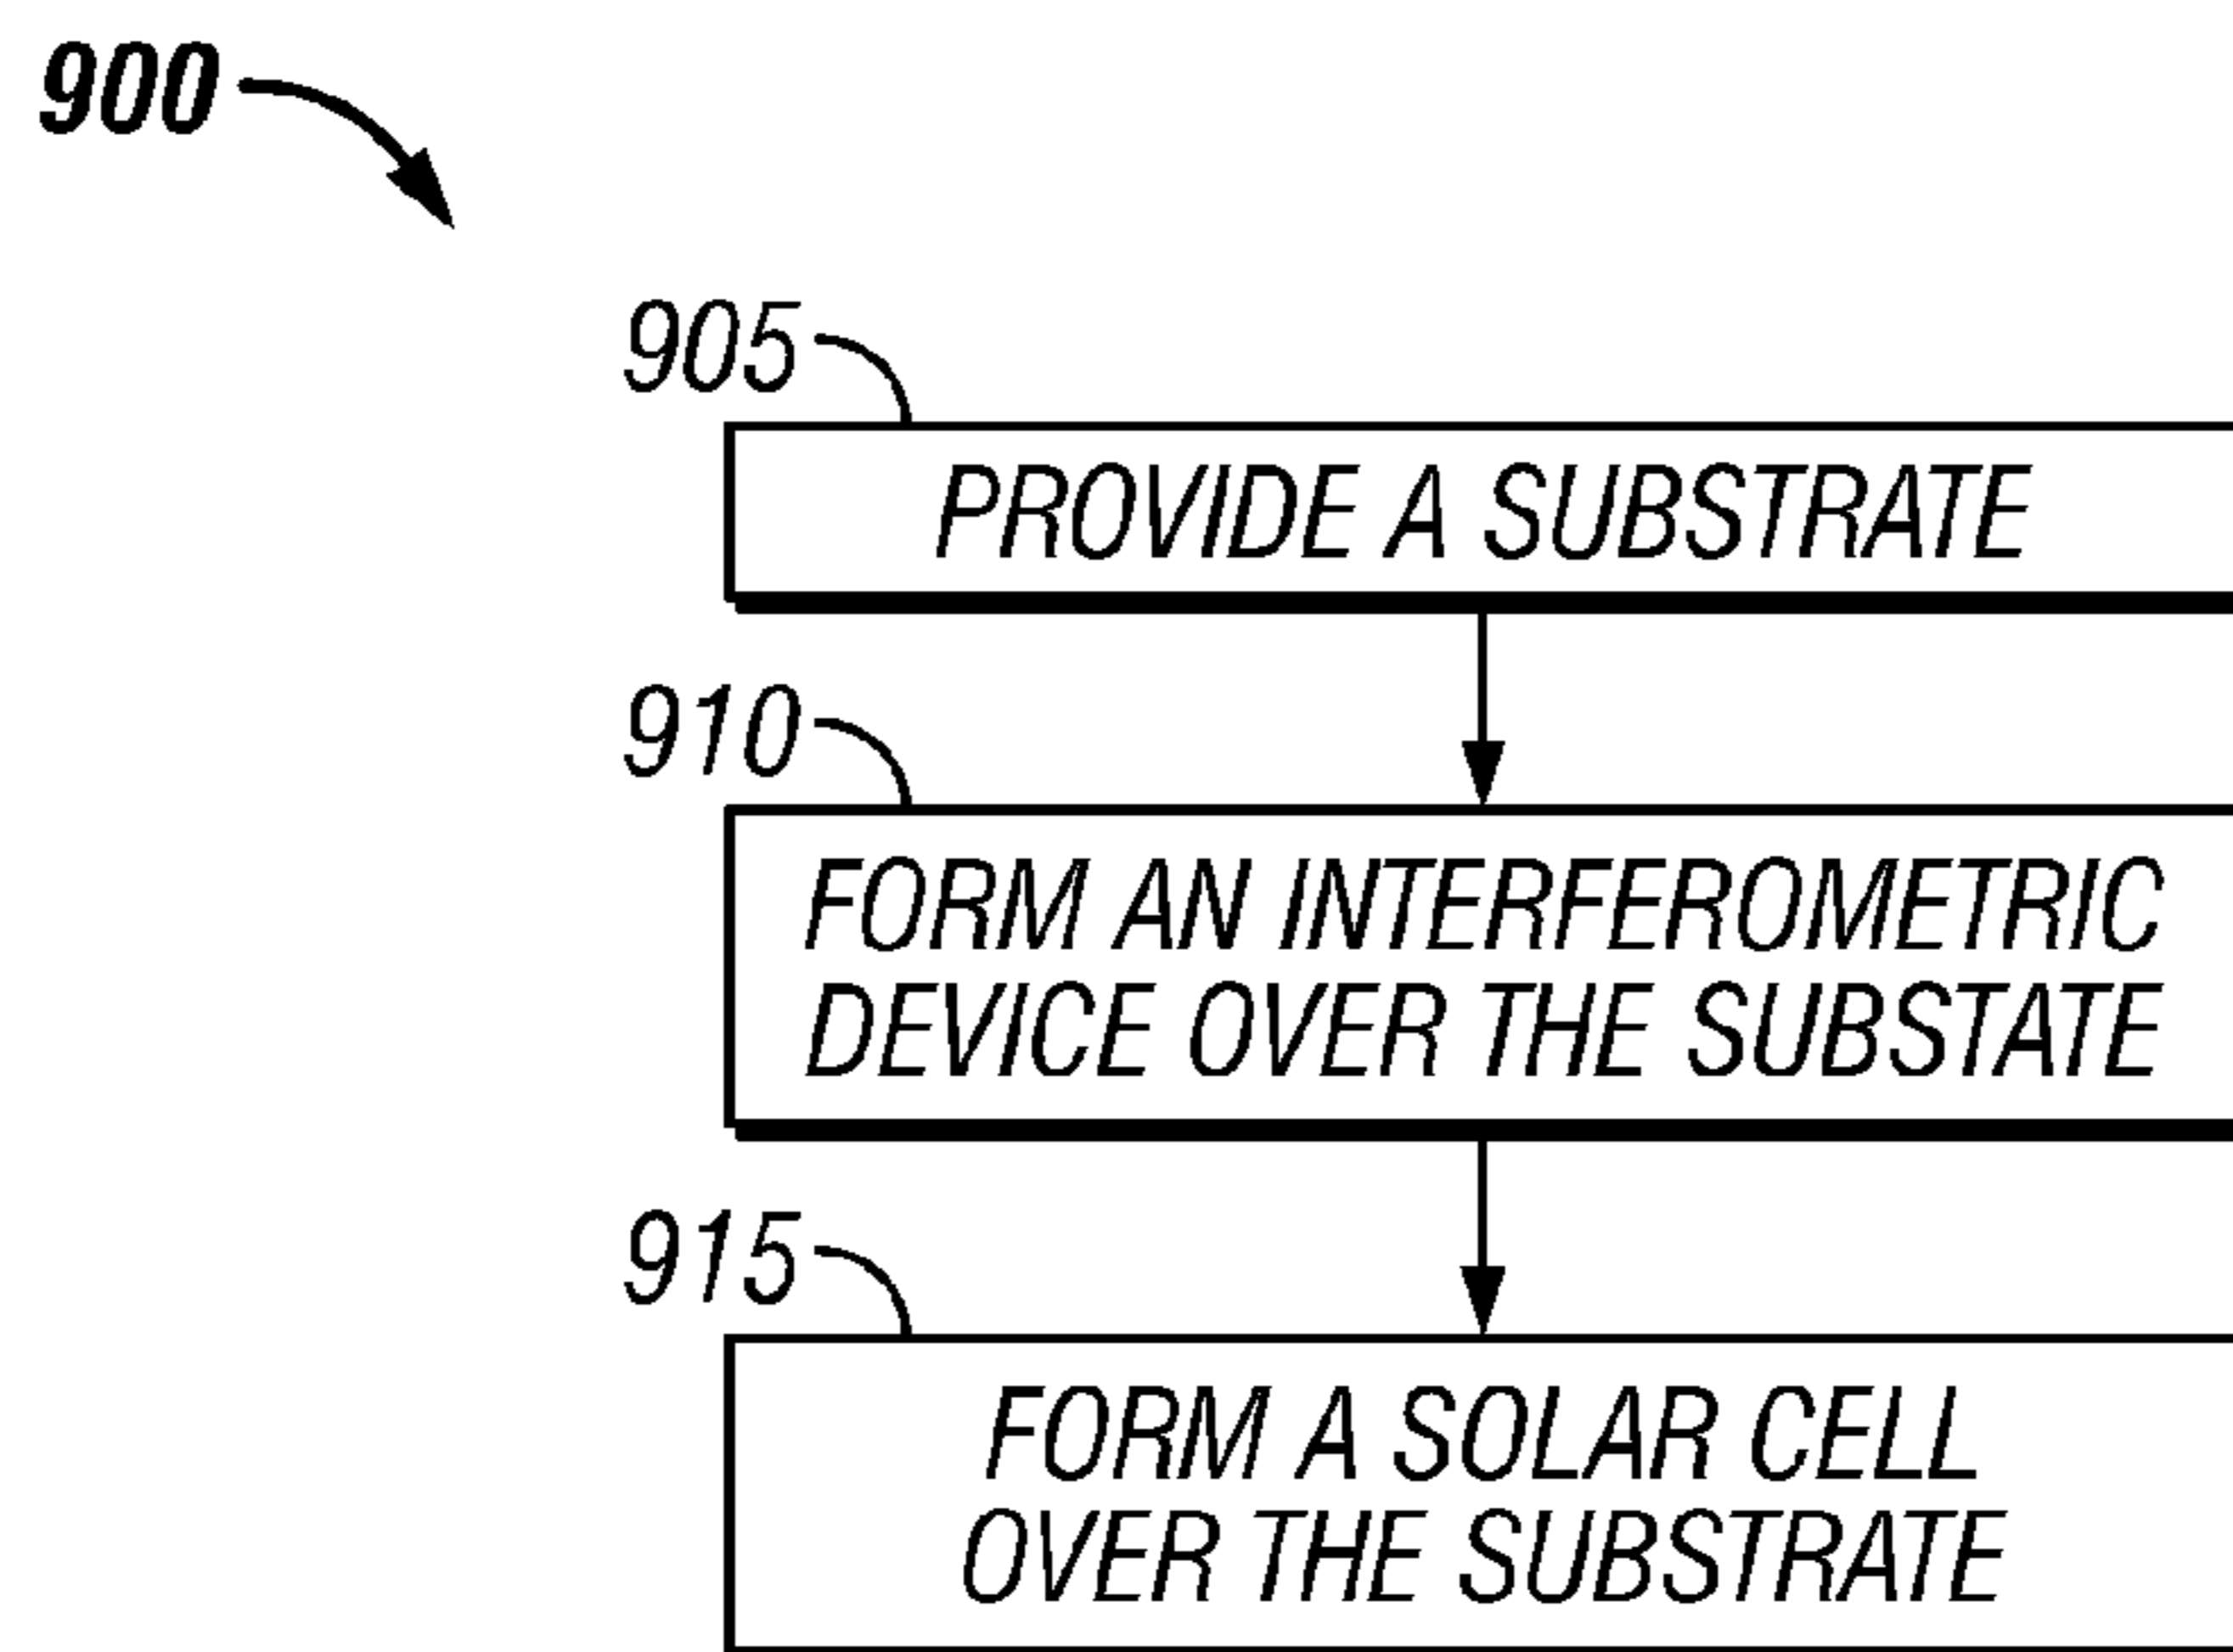 900
905
PROVIDE A SUBSTRATE
910
FORM AN INTERFEROMETRIC
DEVICE OVER THE SUBSTATE
915
FORM A SOLAR CELL
OVER THE SUBSTRATE